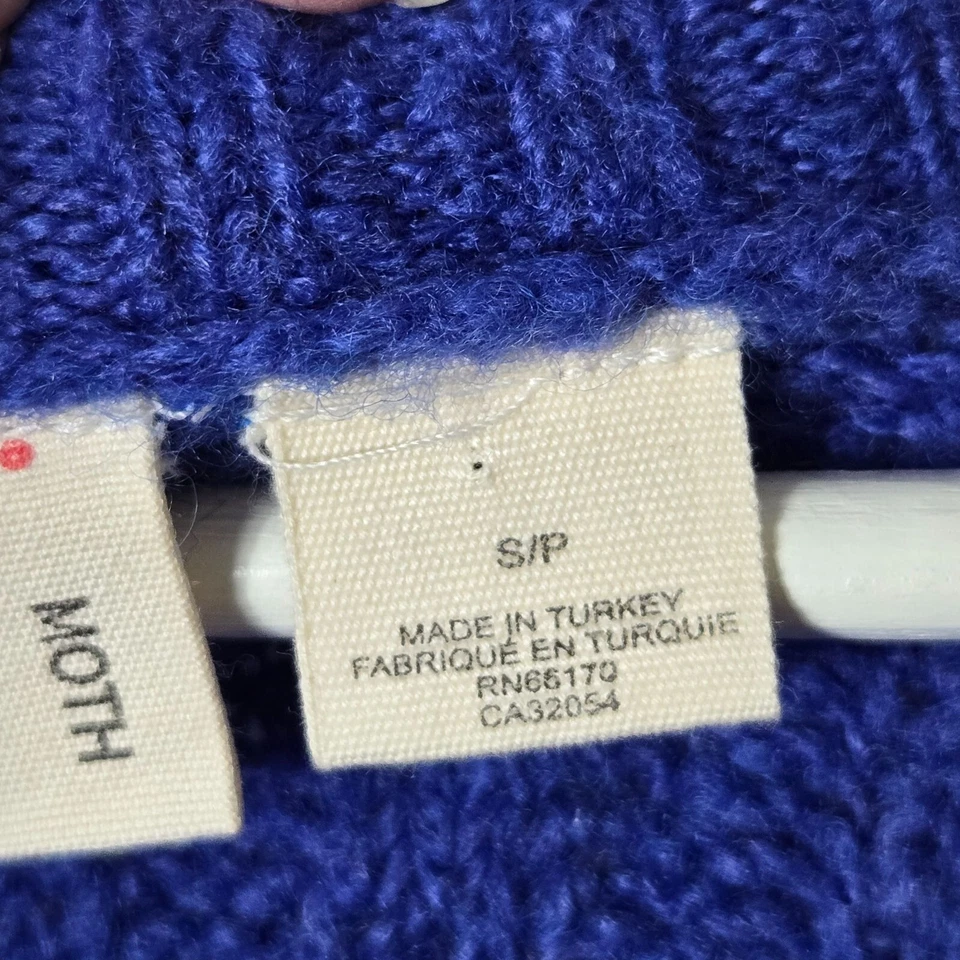 MOTH
S/P
MADE IN TURKEY
FABRIQUÉ EN TURQUIE
RN66170
CA32054